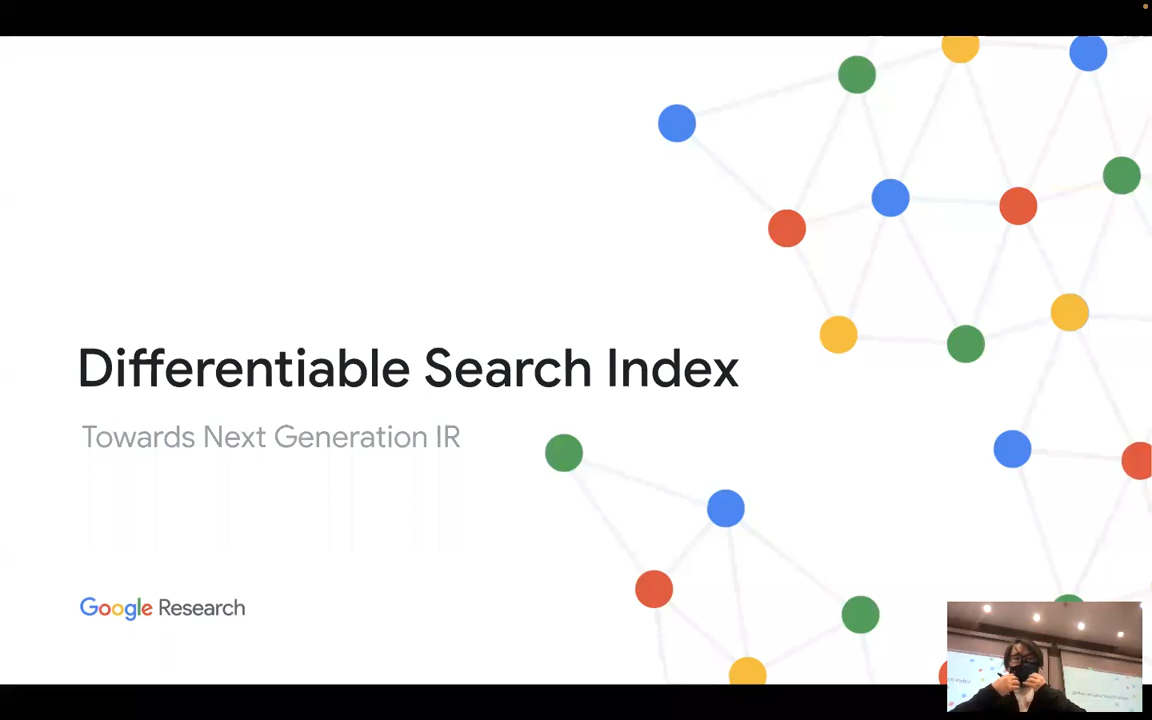 Differentiable Search Index
Towards Next Generation IR
Google Research